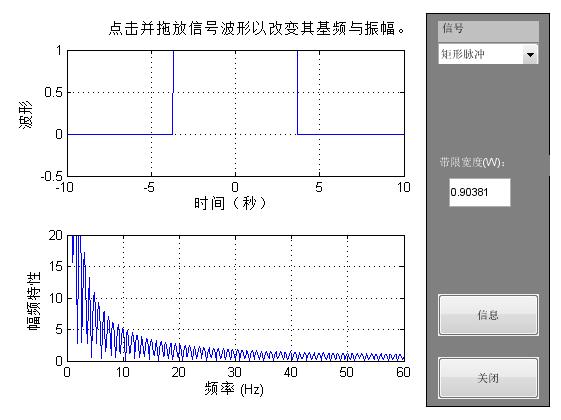 点击并拖放信号波形以改变其基频与振幅。
1
0.5
0
-0.5
波形
-10
-5
0
5
10
时间（秒）
20
15
10
5
0
幅频特性
0
10
20
30
40
50
60
频率 (Hz)
信号
矩形脉冲
带限宽度(W):
0.90381
信息
关闭